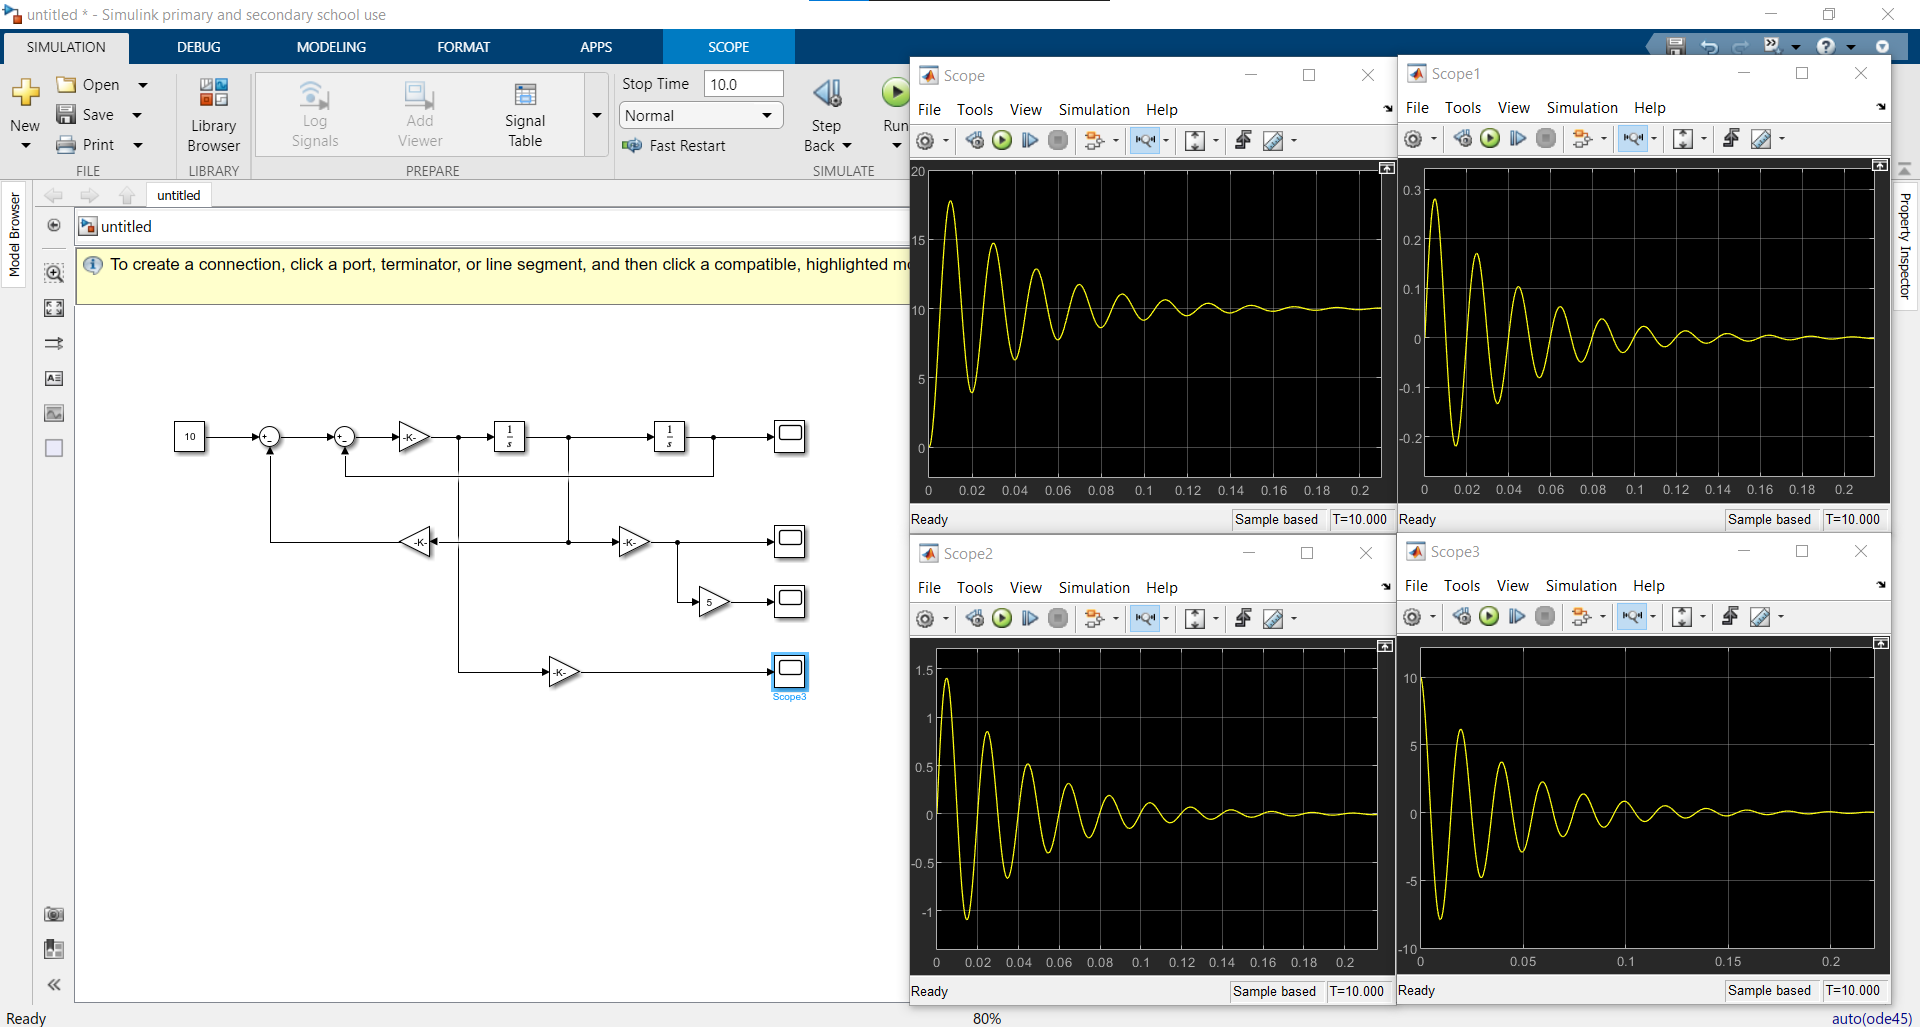 untitled * - Simulink primary and secondary school use
SIMULATION DEBUG MODELING FORMAT APPS SCOPE
New
Open
Save
Print
FILE
Library
Browser
LIBRARY
Log
Signals
Add
Viewer
Signal
Table
PREPARE
Stop Time 10.0
Normal
Fast Restart
Step
Back
Run
SIMULATE
Model Browser
untitled
untitled
To create a connection, click a port, terminator, or line segment, and then click a compatible, highlighted
10
+
-
+
-
-K-
1
s
1
s
-K-
-K-
5
-K-
Scope3
Scope
File Tools View Simulation Help
20
15
10
5
0
0 0.02 0.04 0.06 0.08 0.1 0.12 0.14 0.16 0.18 0.2
Ready Sample based T=10.000
Scope1
File Tools View Simulation Help
0.3
0.2
0.1
0
-0.1
-0.2
0 0.02 0.04 0.06 0.08 0.1 0.12 0.14 0.16 0.18 0.2
Ready Sample based T=10.000
Scope2
File Tools View Simulation Help
1.5
1
0.5
0
-0.5
-1
0 0.02 0.04 0.06 0.08 0.1 0.12 0.14 0.16 0.18 0.2
Ready Sample based T=10.000
Scope3
File Tools View Simulation Help
10
5
0
-5
-10
0 0.05 0.1 0.15 0.2
Ready Sample based T=10.000
Property Inspector
Ready 80% auto(ode45)